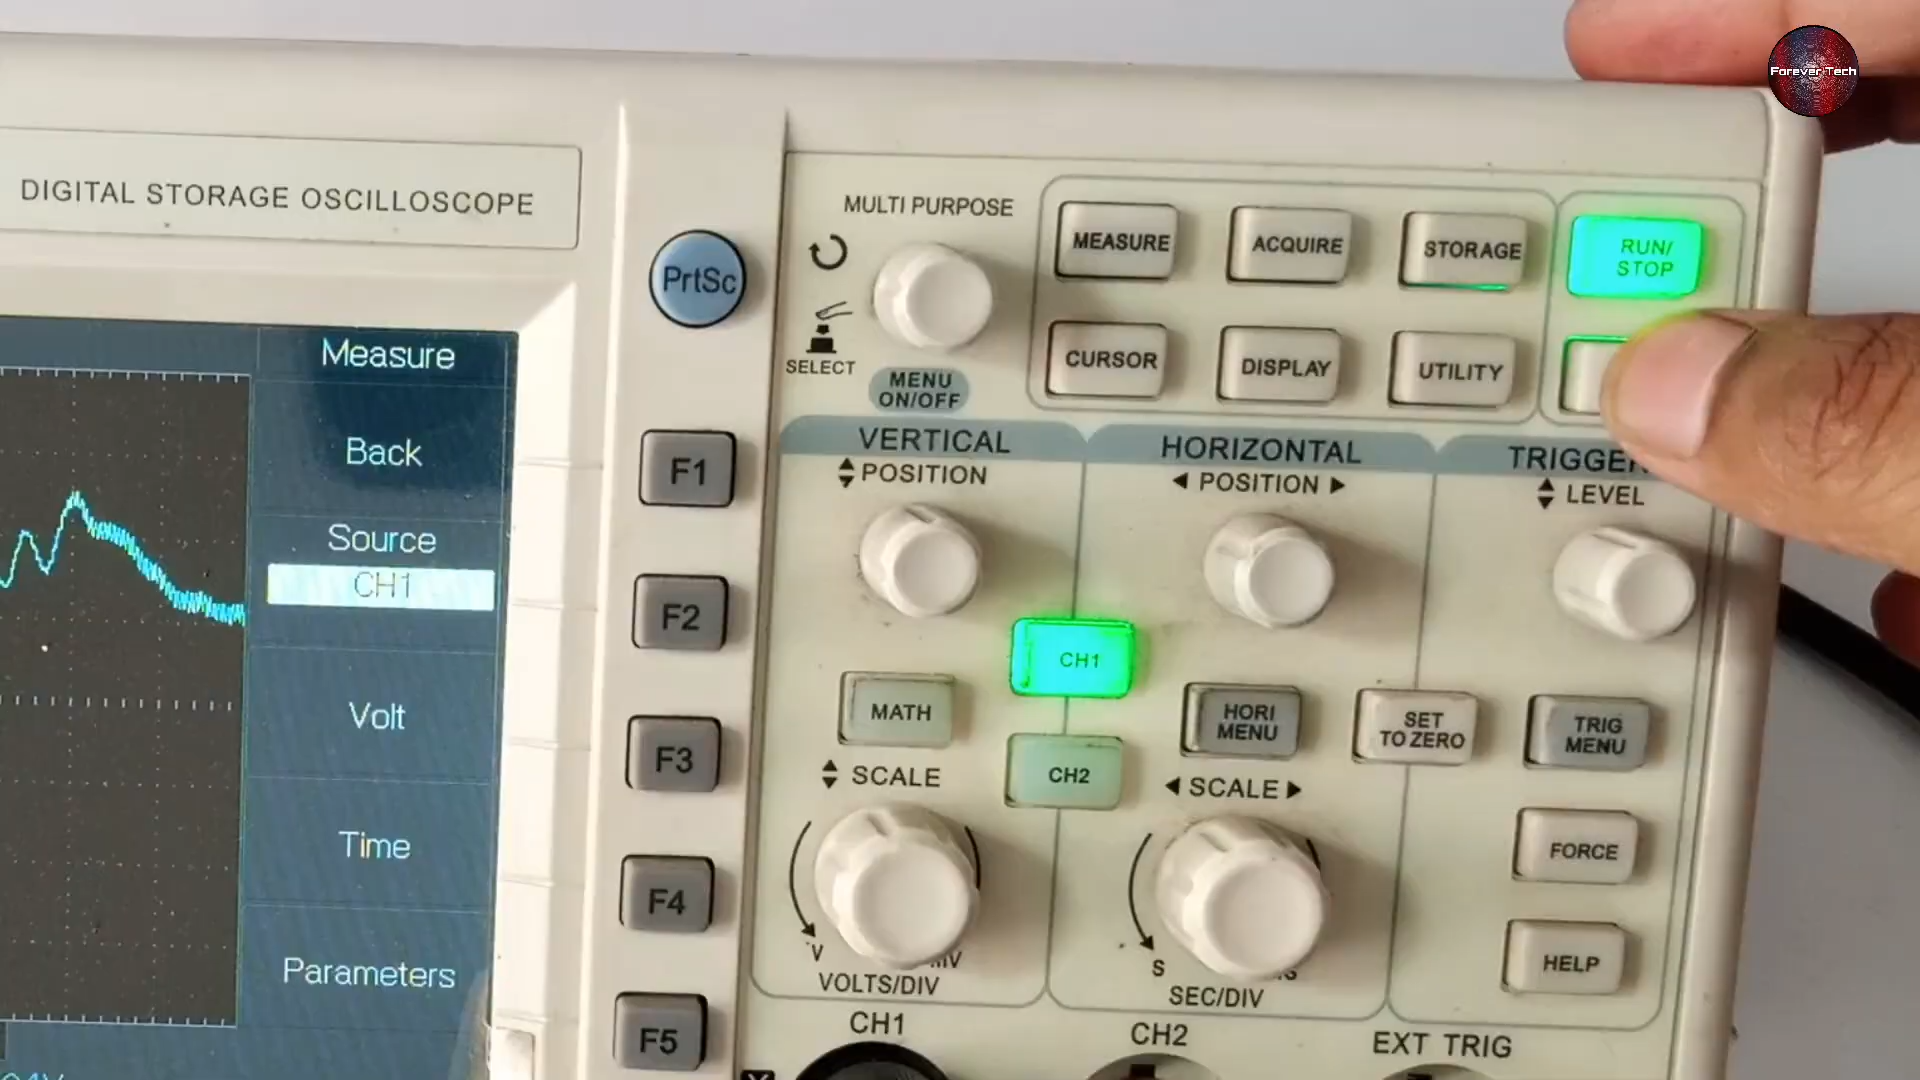 Forever Tech
DIGITAL STORAGE OSCILLOSCOPE
PrtSc
MULTI PURPOSE
SELECT
MENU
ON/OFF
MEASURE
ACQUIRE
STORAGE
RUN/
STOP
CURSOR
DISPLAY
UTILITY
Measure
Back
Source
CH1
Volt
Time
Parameters
F1
F2
F3
F4
F5
VERTICAL
POSITION
CH1
MATH
CH2
SCALE
V
VOLTS/DIV
CH1
HORIZONTAL
POSITION
HORI
MENU
SET
TO ZERO
SCALE
S
SEC/DIV
CH2
LEVEL
TRIG
MENU
FORCE
HELP
EXT TRIG